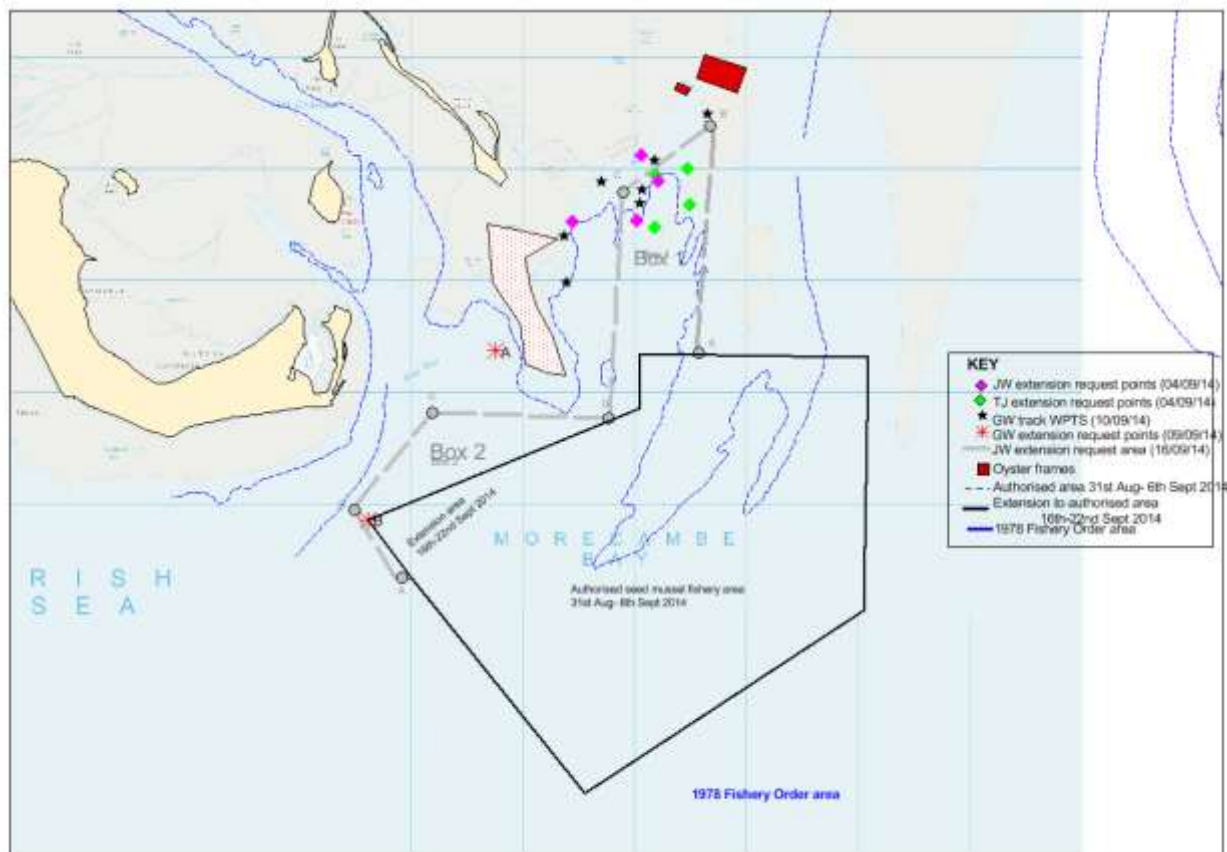 Box 1
A
Box 2
B
Extension area
16th-22nd Sept 2014
MORECAMBE
BAY
RISH
SEA
Authorised seed mussel fishery area
31st Aug- 6th Sept 2014
A
1978 Fishery Order area
KEY
JW extension request points (04/09/14)
TJ extension request points (04/09/14)
GW track WPTS (10/09/14)
GW extension request points (09/09/14)
JW extension request area (16/09/14)
Oyster frames
Authorised area 31st Aug- 6th Sept 2014
Extension to authorised area
16th-22nd Sept 2014
1978 Fishery Order area